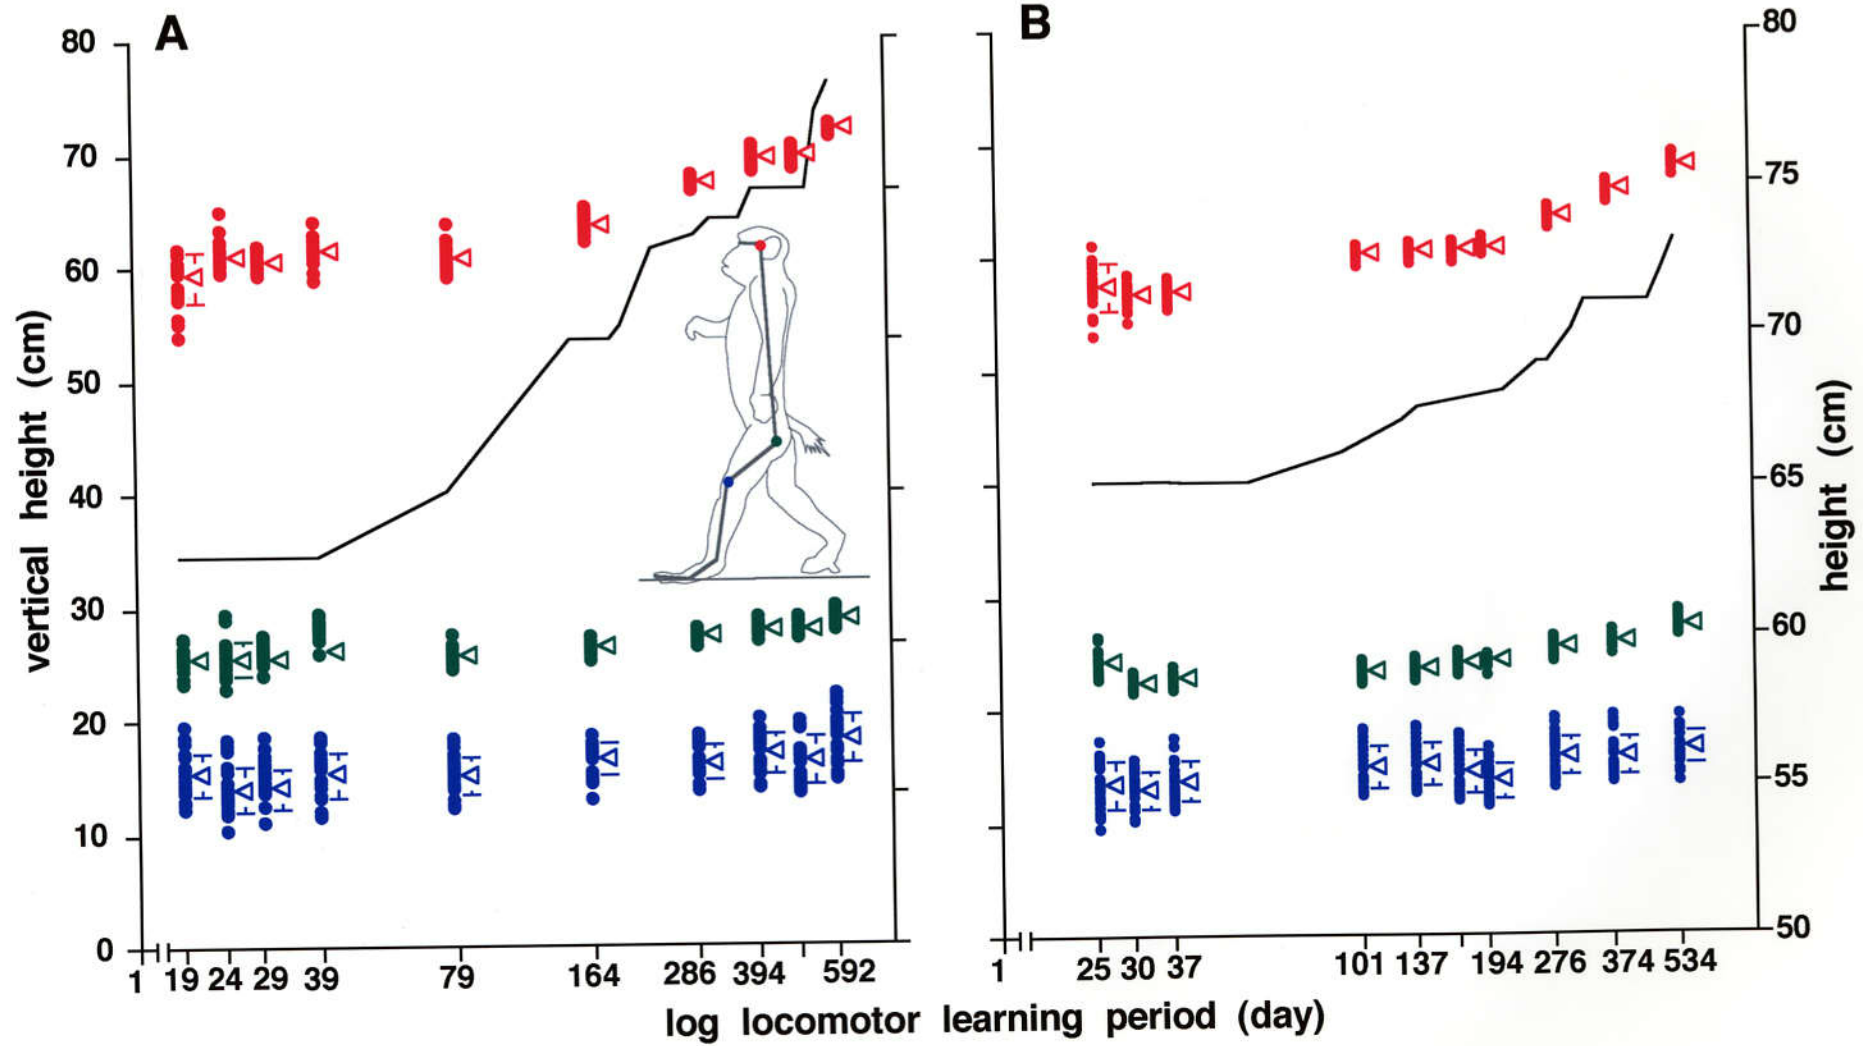 A
B
80
70
60
50
40
30
20
10
0
vertical height (cm)
80
75
70
65
60
55
50
height (cm)
1 19 24 29 39 79 164 286 394 592
1 25 30 37 101 137 194 276 374 534
log locomotor learning period (day)